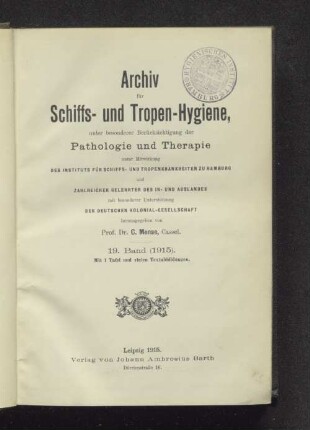 Archiv
für
Schiffs- und Tropen-Hygiene,
unter besonderer Berücksichtigung der
Pathologie und Therapie
unter Mitwirkung
DES INSTITUTS FÜR SCHIFFS- UND TROPENKRANKHEITEN ZU HAMBURG
und
ZAHLREICHER GELEHRTER DES IN- UND AUSLANDES
mit besonderer Unterstützung
DER DEUTSCHEN KOLONIAL-GESELLSCHAFT
herausgegeben von
Prof. Dr. C. Mense, Cassel.
19. Band (1915).
Mit 1 Tafel und vielen Textabbildungen.
Leipzig 1915.
Verlag von Johann Ambrosius Barth
Dörrienstraße 16.